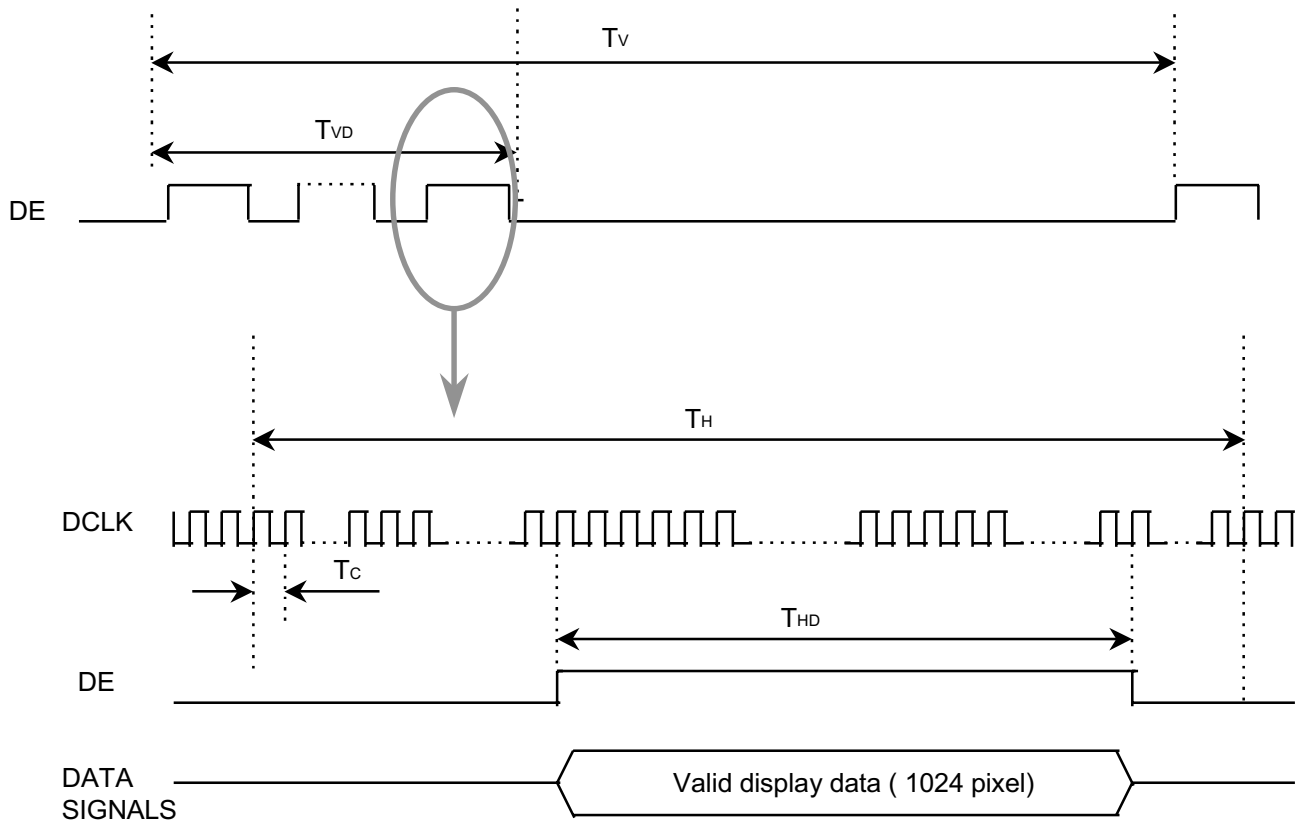 TV
TVD
DE
TH
DCLK
TC
THD
DE
DATA
SIGNALS
Valid display data ( 1024 pixel)